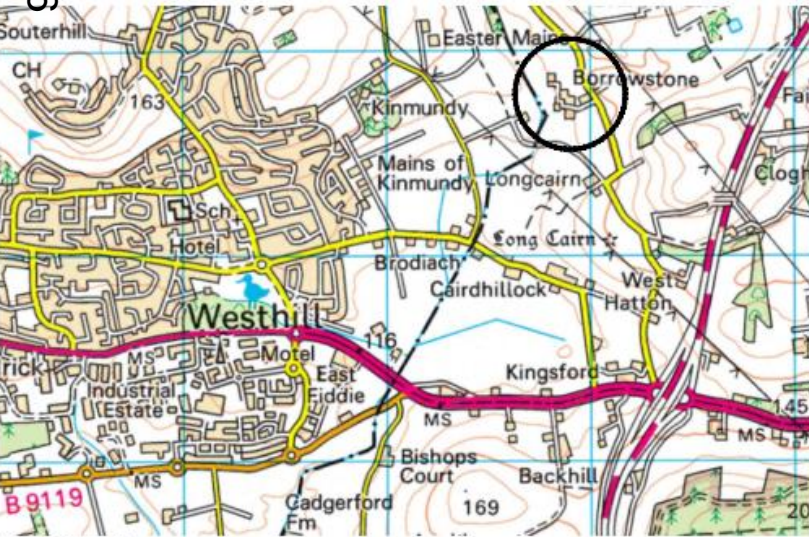 Souterhill
Easter Mains
CH
Borrowstone
163
Kinmundy
Mains of
Kinmundy
Longcairn
Sch
Hotel
Long Cairn
Brodiach
West
Hatton
Cairdhillock
Westhill
116
MS
Motel
Kingsford
East
Fiddie
Industrial
Estate
MS
145
MS
Bishops
Court
Backhill
MS
B 9119
Cadgerford
Fm
169